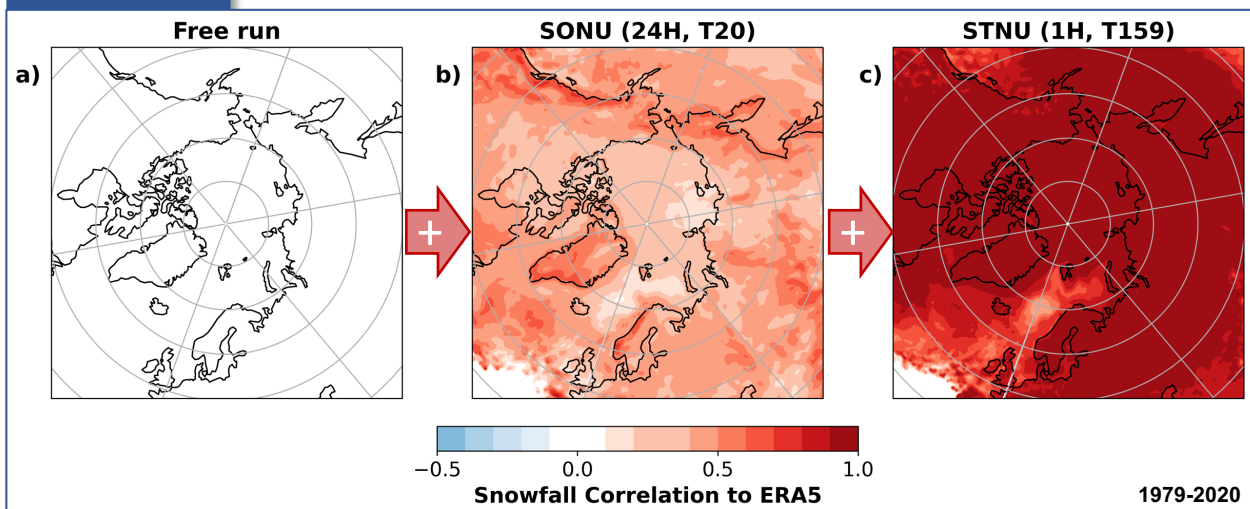 Free run
SONU (24H, T20)
STNU (1H, T159)
a)
b)
c)
+
+
−0.5
0.0
0.5
1.0
Snowfall Correlation to ERA5
1979-2020